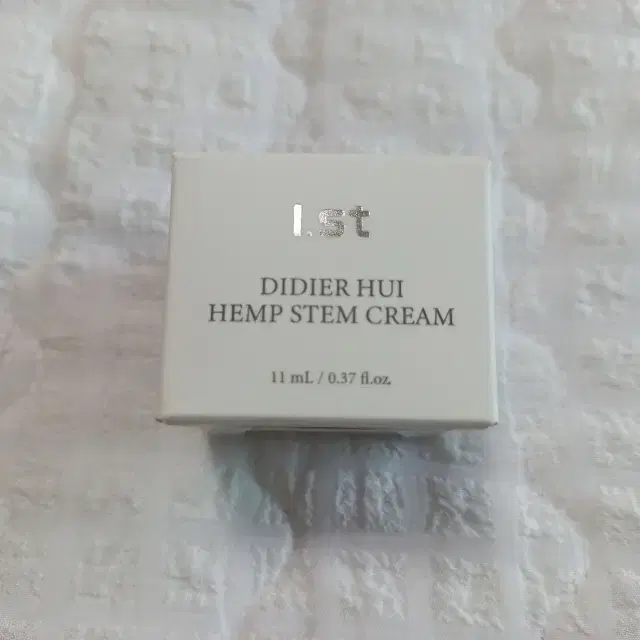 I.st
DIDIER HUI
HEMP STEM CREAM
11 mL / 0.37 fl.oz.